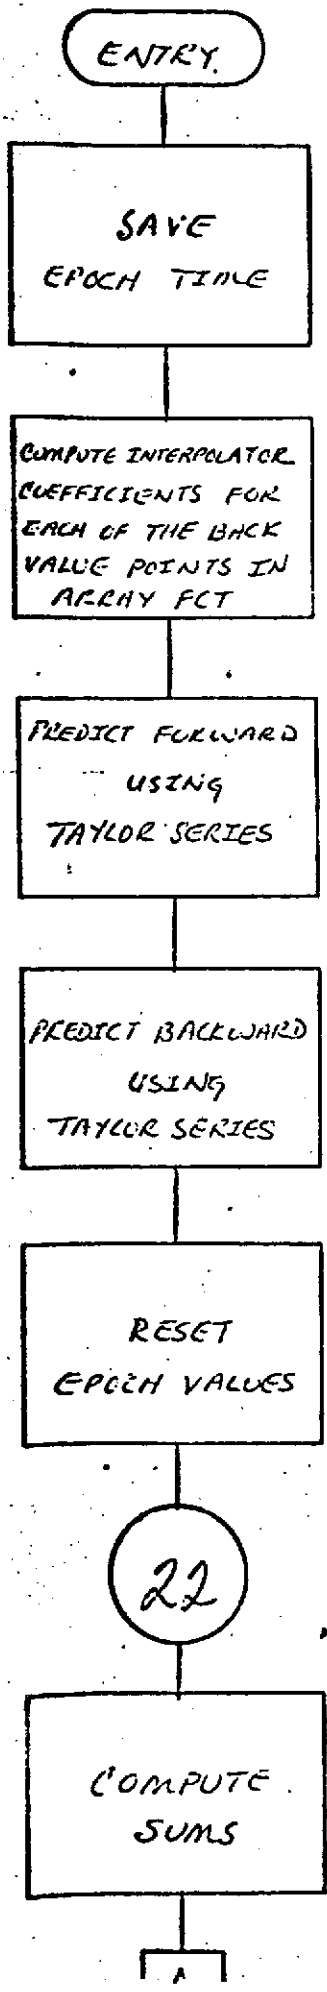 ENTRY.
SAVE
EPOCH TIME
COMPUTE INTERPOLATOR
COEFFICIENTS FOR
EACH OF THE BACK
VALUE POINTS IN
ARRAY FCT
PREDICT FORWARD
USING
TAYLOR SERIES
PREDICT BACKWARD
USING
TAYLOR SERIES
RESET
EPOCH VALUES
22
COMPUTE
SUMS
A